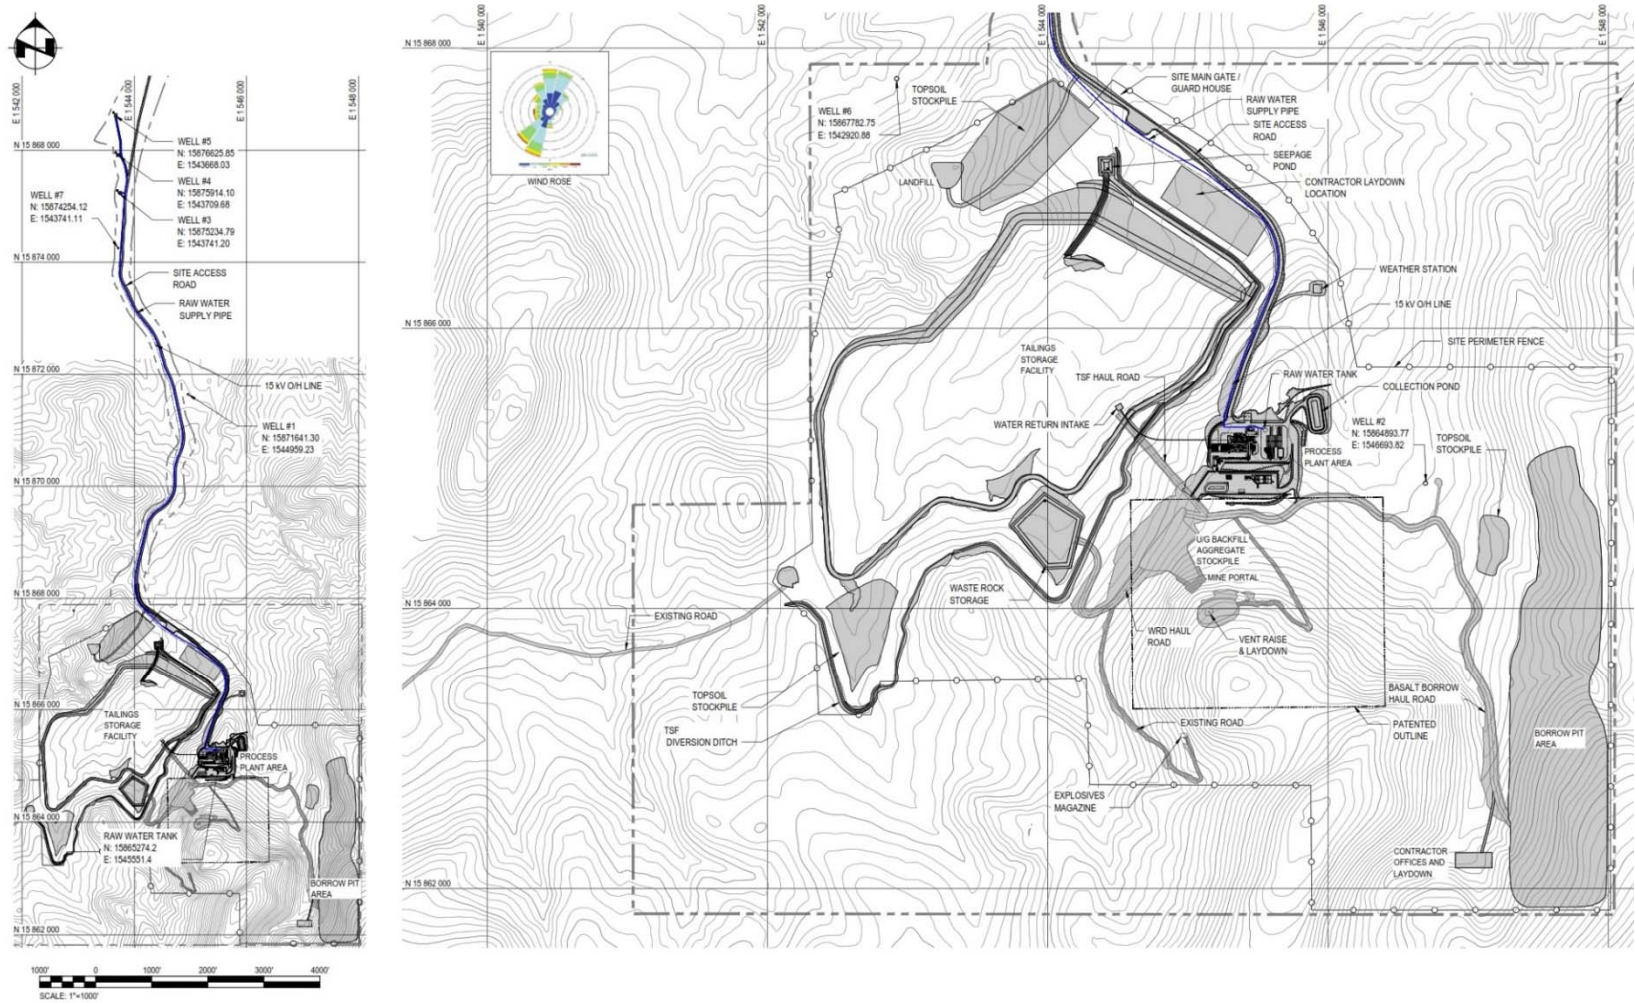 N
E 1 542 000
E 1 544 000
E 1 546 000
E 1 548 000
WELL #5
N: 15876625.85
E: 1543668.03
N 15 868 000
WELL #4
N: 15875914.10
E: 1543709.68
WELL #7
N: 15874254.12
E: 1543741.11
WELL #3
N: 15875234.79
E: 1543741.20
N 15 874 000
SITE ACCESS
ROAD
RAW WATER
SUPPLY PIPE
N 15 872 000
15 kV O/H LINE
WELL #1
N: 15871641.30
E: 1544959.23
N 15 870 000
N 15 868 000
N 15 866 000
TAILINGS
STORAGE
FACILITY
PROCESS
PLANT AREA
N 15 864 000
RAW WATER TANK
N: 15865274.2
E: 1545551.4
BORROW PIT
AREA
N 15 862 000
1000'
0
1000'
2000'
3000'
4000'
SCALE: 1"=1000'
E 1 540 000
E 1 542 000
E 1 544 000
E 1 546 000
E 1 548 000
N 15 868 000
WIND ROSE
TOPSOIL
STOCKPILE
WELL #6
N: 15867782.75
E: 1542920.88
SITE MAIN GATE /
GUARD HOUSE
RAW WATER
SUPPLY PIPE
SITE ACCESS
ROAD
SEEPAGE
POND
LANDFILL
CONTRACTOR LAYDOWN
LOCATION
WEATHER STATION
15 kV O/H LINE
N 15 866 000
SITE PERIMETER FENCE
TAILINGS
STORAGE
FACILITY
TSF HAUL ROAD
RAW WATER TANK
COLLECTION POND
WATER RETURN INTAKE
WELL #2
N: 15864893.77
E: 1546693.82
TOPSOIL
STOCKPILE
PROCESS
PLANT AREA
U/G BACKFILL
AGGREGATE
STOCKPILE
MINE PORTAL
WASTE ROCK
STORAGE
N 15 864 000
EXISTING ROAD
WRD HAUL
ROAD
VENT RAISE
& LAYDOWN
TOPSOIL
STOCKPILE
BASALT BORROW
HAUL ROAD
TSF
DIVERSION DITCH
EXISTING ROAD
PATENTED
OUTLINE
BORROW PIT
AREA
EXPLOSIVES
MAGAZINE
CONTRACTOR
OFFICES AND
LAYDOWN
N 15 862 000